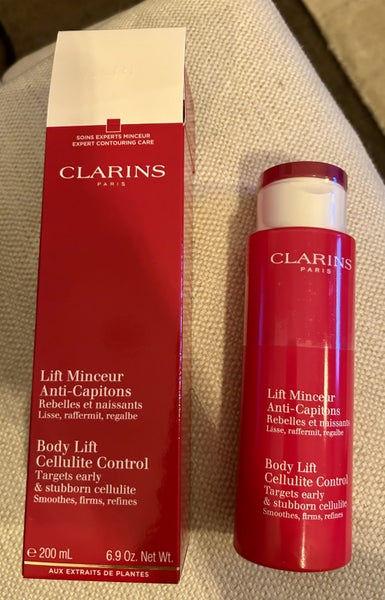 SOINS EXPERTS MINCEUR
EXPERT CONTOURING CARE
CLARINS
PARIS
Lift Minceur
Anti-Capitons
Rebelles et naissants
Lisse, raffermit, regalbe
Body Lift
Cellulite Control
Targets early
& stubborn cellulite
Smoothes, firms, refines
℮ 200 mL 6.9 Oz. Net Wt.
AUX EXTRAITS DE PLANTES
CLARINS
PARIS
Lift Minceur
Anti-Capitons
Rebelles et naissants
Lisse, raffermit, regalbe
Body Lift
Cellulite Control
Targets early
& stubborn cellulite
Smoothes, firms, refines